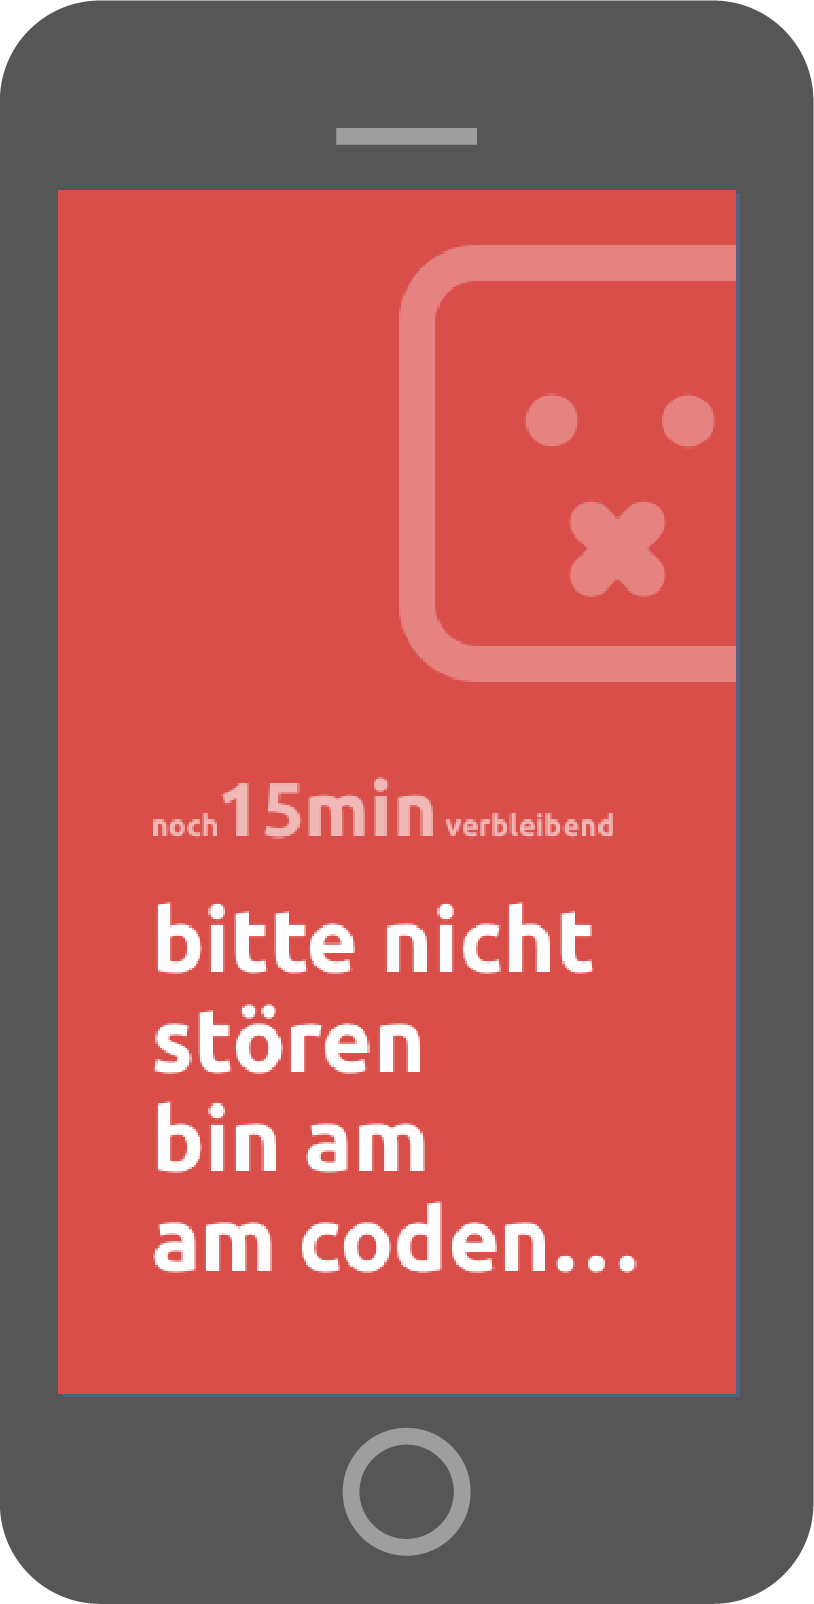 noch 15min verbleibend
bitte nicht
stören
bin am
am coden...